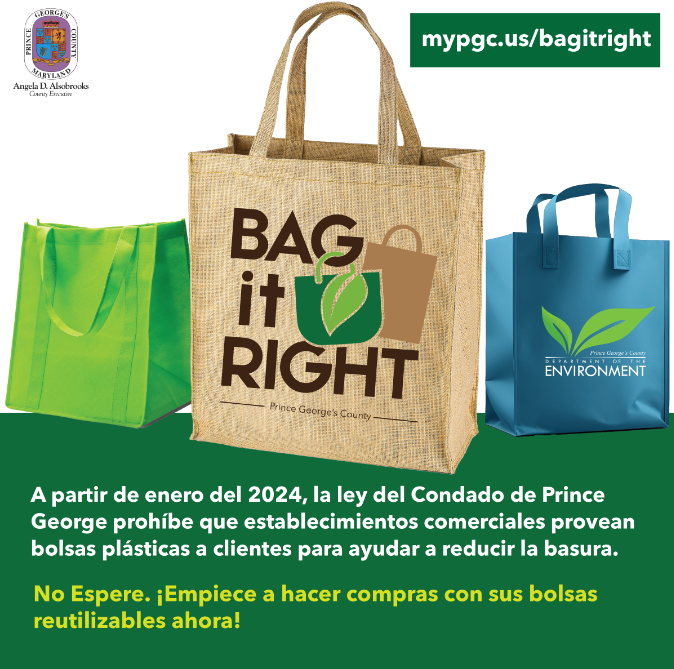 PRINCE GEORGE'S COUNTY
MARYLAND
Angela D. Alsobrooks
County Executive
mypgc.us/bagitright
BAG
it
RIGHT
Prince George's County
Prince George's County
DEPARTMENT OF THE
ENVIRONMENT
A partir de enero del 2024, la ley del Condado de Prince
George prohíbe que establecimientos comerciales provean
bolsas plásticas a clientes para ayudar a reducir la basura.
No Espere. ¡Empiece a hacer compras con sus bolsas
reutilizables ahora!